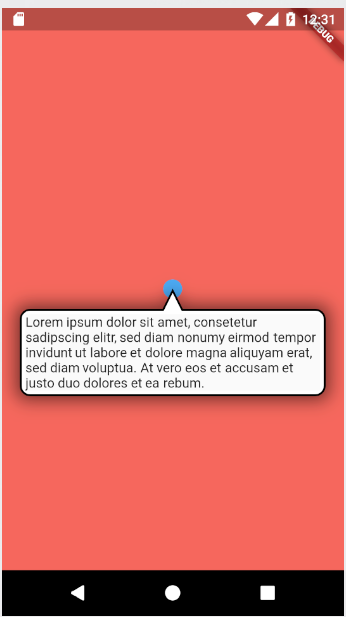 12:31
DEBUG
Lorem ipsum dolor sit amet, consetetur
sadipscing elitr, sed diam nonumy eirmod tempor
invidunt ut labore et dolore magna aliquyam erat,
sed diam voluptua. At vero eos et accusam et
justo duo dolores et ea rebum.